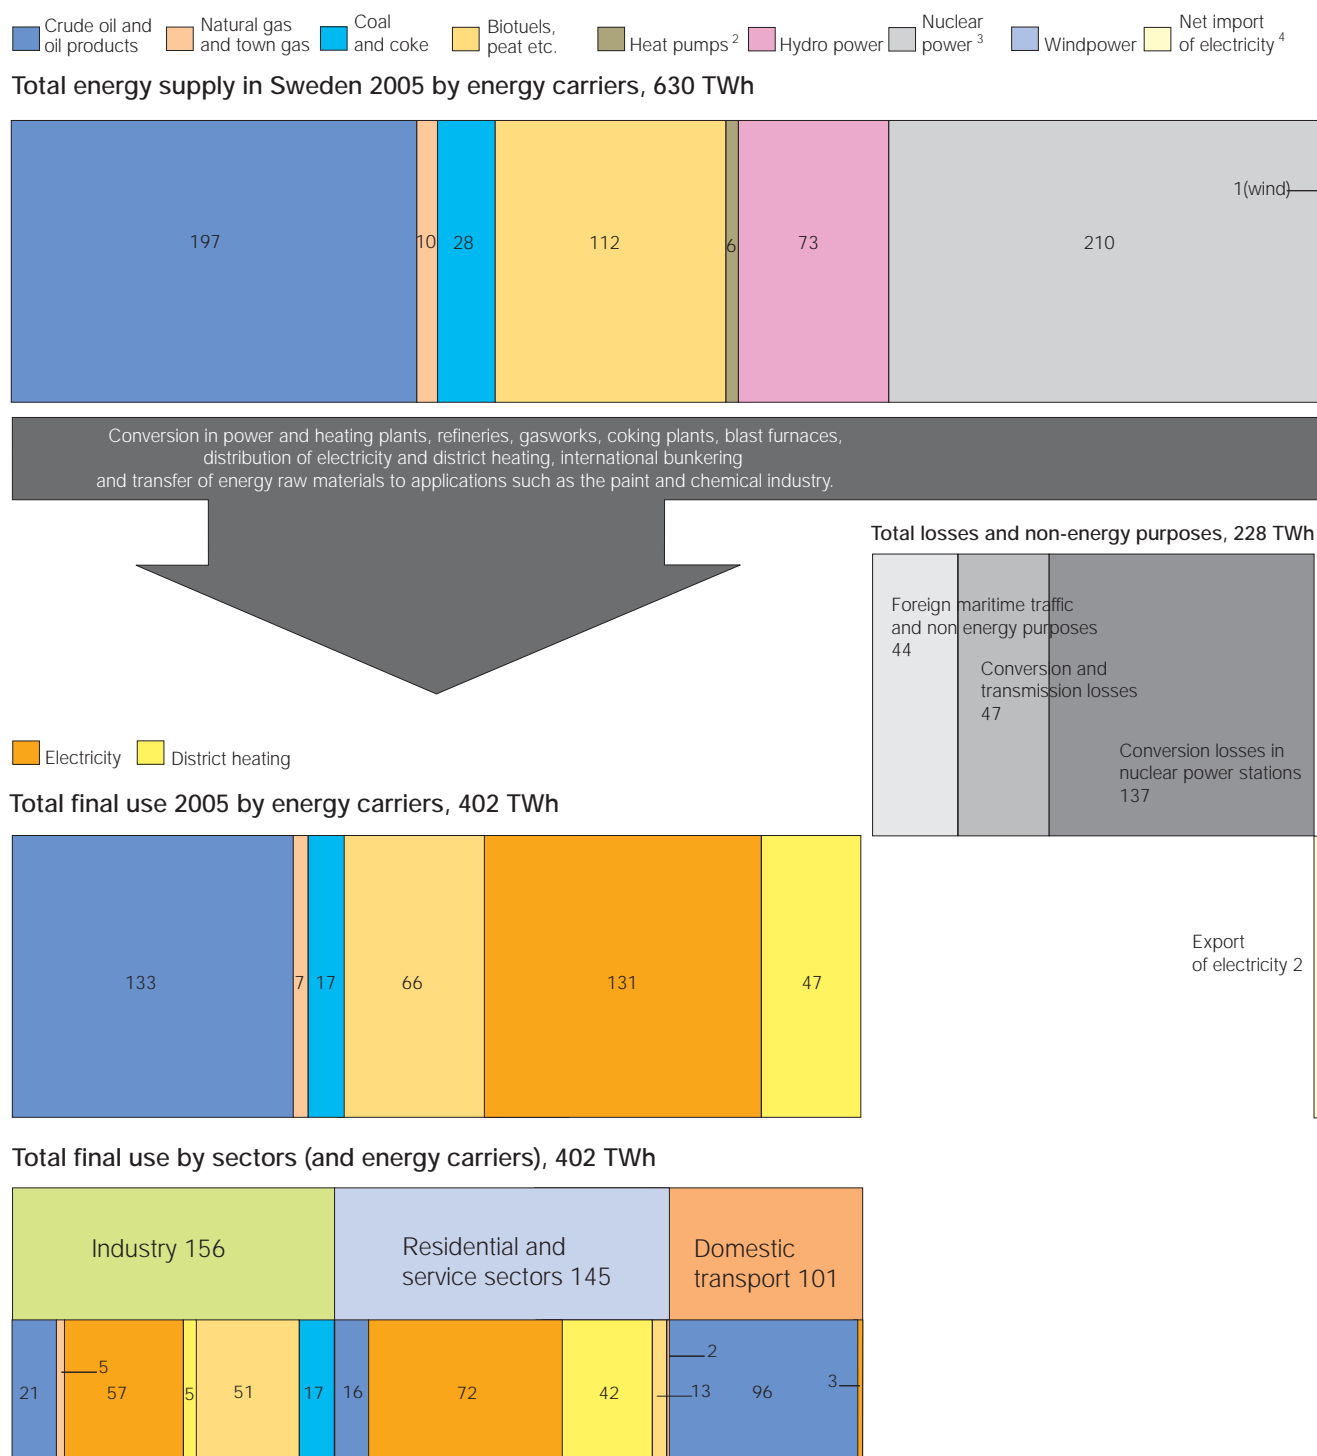 Crude oil and
oil products
Natural gas
and town gas
Coal
and coke
Biotuels,
peat etc.
Heat pumps 2
Hydro power
Nuclear
power 3
Windpower
Net import
of electricity 4
Total energy supply in Sweden 2005 by energy carriers, 630 TWh
1(wind)
197
10
28
112
6
73
210
Conversion in power and heating plants, refineries, gasworks, coking plants, blast furnaces,
distribution of electricity and district heating, international bunkering
and transfer of energy raw materials to applications such as the paint and chemical industry.
Total losses and non-energy purposes, 228 TWh
Foreign maritime traffic
and non energy purposes
44
Conversion and
transmission losses
47
Conversion losses in
nuclear power stations
137
Electricity
District heating
Total final use 2005 by energy carriers, 402 TWh
133
7
17
66
131
47
Export
of electricity 2
Total final use by sectors (and energy carriers), 402 TWh
Industry 156
Residential and
service sectors 145
Domestic
transport 101
21
5
57
5
51
17
16
72
42
2
13
96
3